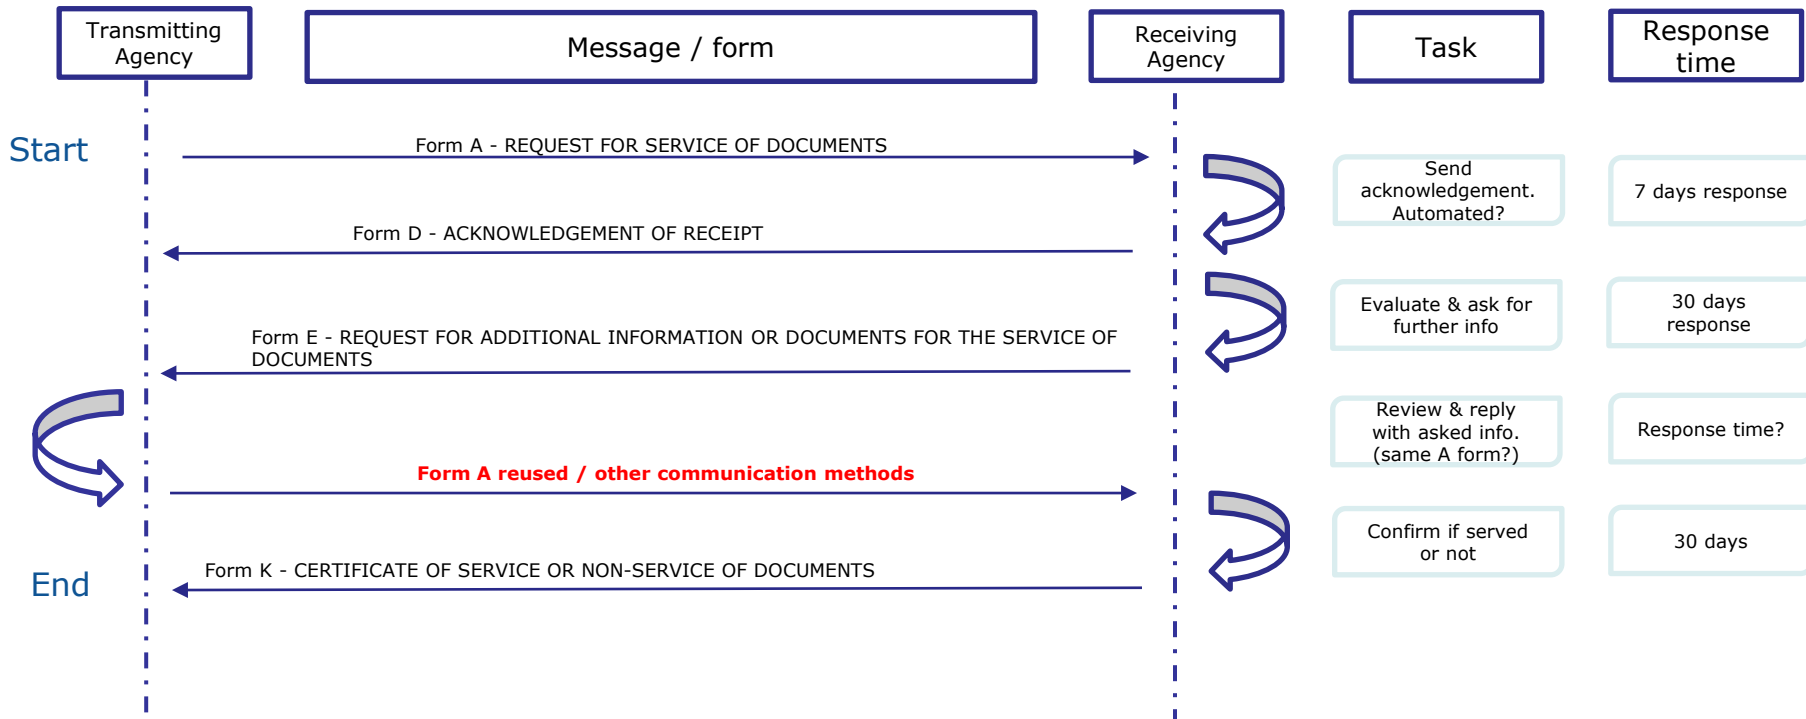 Transmitting
Agency
Message / form
Receiving
Agency
Task
Response
time
Start
Form A - REQUEST FOR SERVICE OF DOCUMENTS
Send
acknowledgement.
Automated?
7 days response
Form D - ACKNOWLEDGEMENT OF RECEIPT
Evaluate & ask for
further info
30 days
response
Form E - REQUEST FOR ADDITIONAL INFORMATION OR DOCUMENTS FOR THE SERVICE OF
DOCUMENTS
Review & reply
with asked info.
(same A form?)
Response time?
Form A reused / other communication methods
Confirm if served
or not
30 days
End
Form K - CERTIFICATE OF SERVICE OR NON-SERVICE OF DOCUMENTS